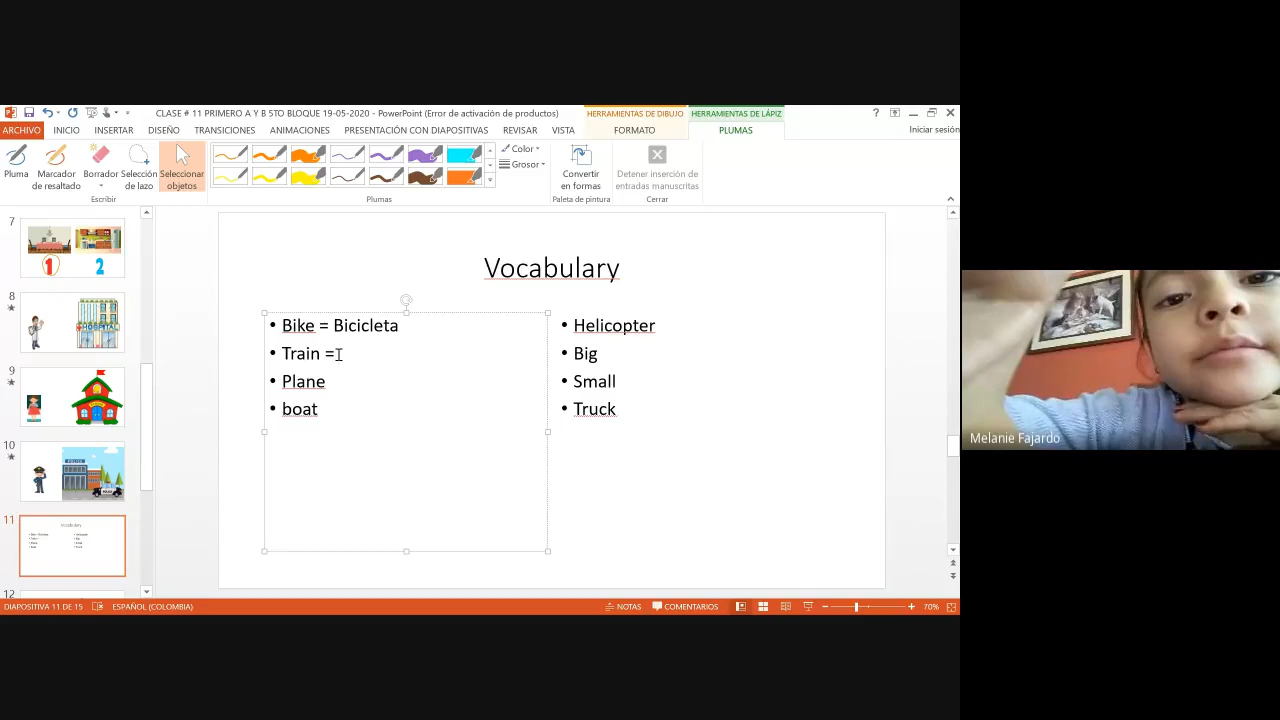 CLASE # 11 PRIMERO A Y B 5TO BLOQUE 19-05-2020 - PowerPoint (Error de activación de productos)
HERRAMIENTAS DE DIBUJO
HERRAMIENTAS DE LÁPIZ
ARCHIVO INICIO INSERTAR DISEÑO TRANSICIONES ANIMACIONES PRESENTACIÓN CON DIAPOSITIVAS REVISAR VISTA FORMATO PLUMAS
Iniciar sesión
Pluma
Marcador de resaltado
Borrador
Selección de lazo
Seleccionar objetos
Escribir
Plumas
Color
Grosor
Convertir en formas
Paleta de pintura
Detener inserción de entradas manuscritas
Cerrar
7
1 2
8
HOSPITAL
9
10
11
Vocabulary
12
Vocabulary
• Bike = Bicicleta
• Train =
• Plane
• boat
• Helicopter
• Big
• Small
• Truck
Melanie Fajardo
DIAPOSITIVA 11 DE 15 ESPAÑOL (COLOMBIA) NOTAS COMENTARIOS 70%